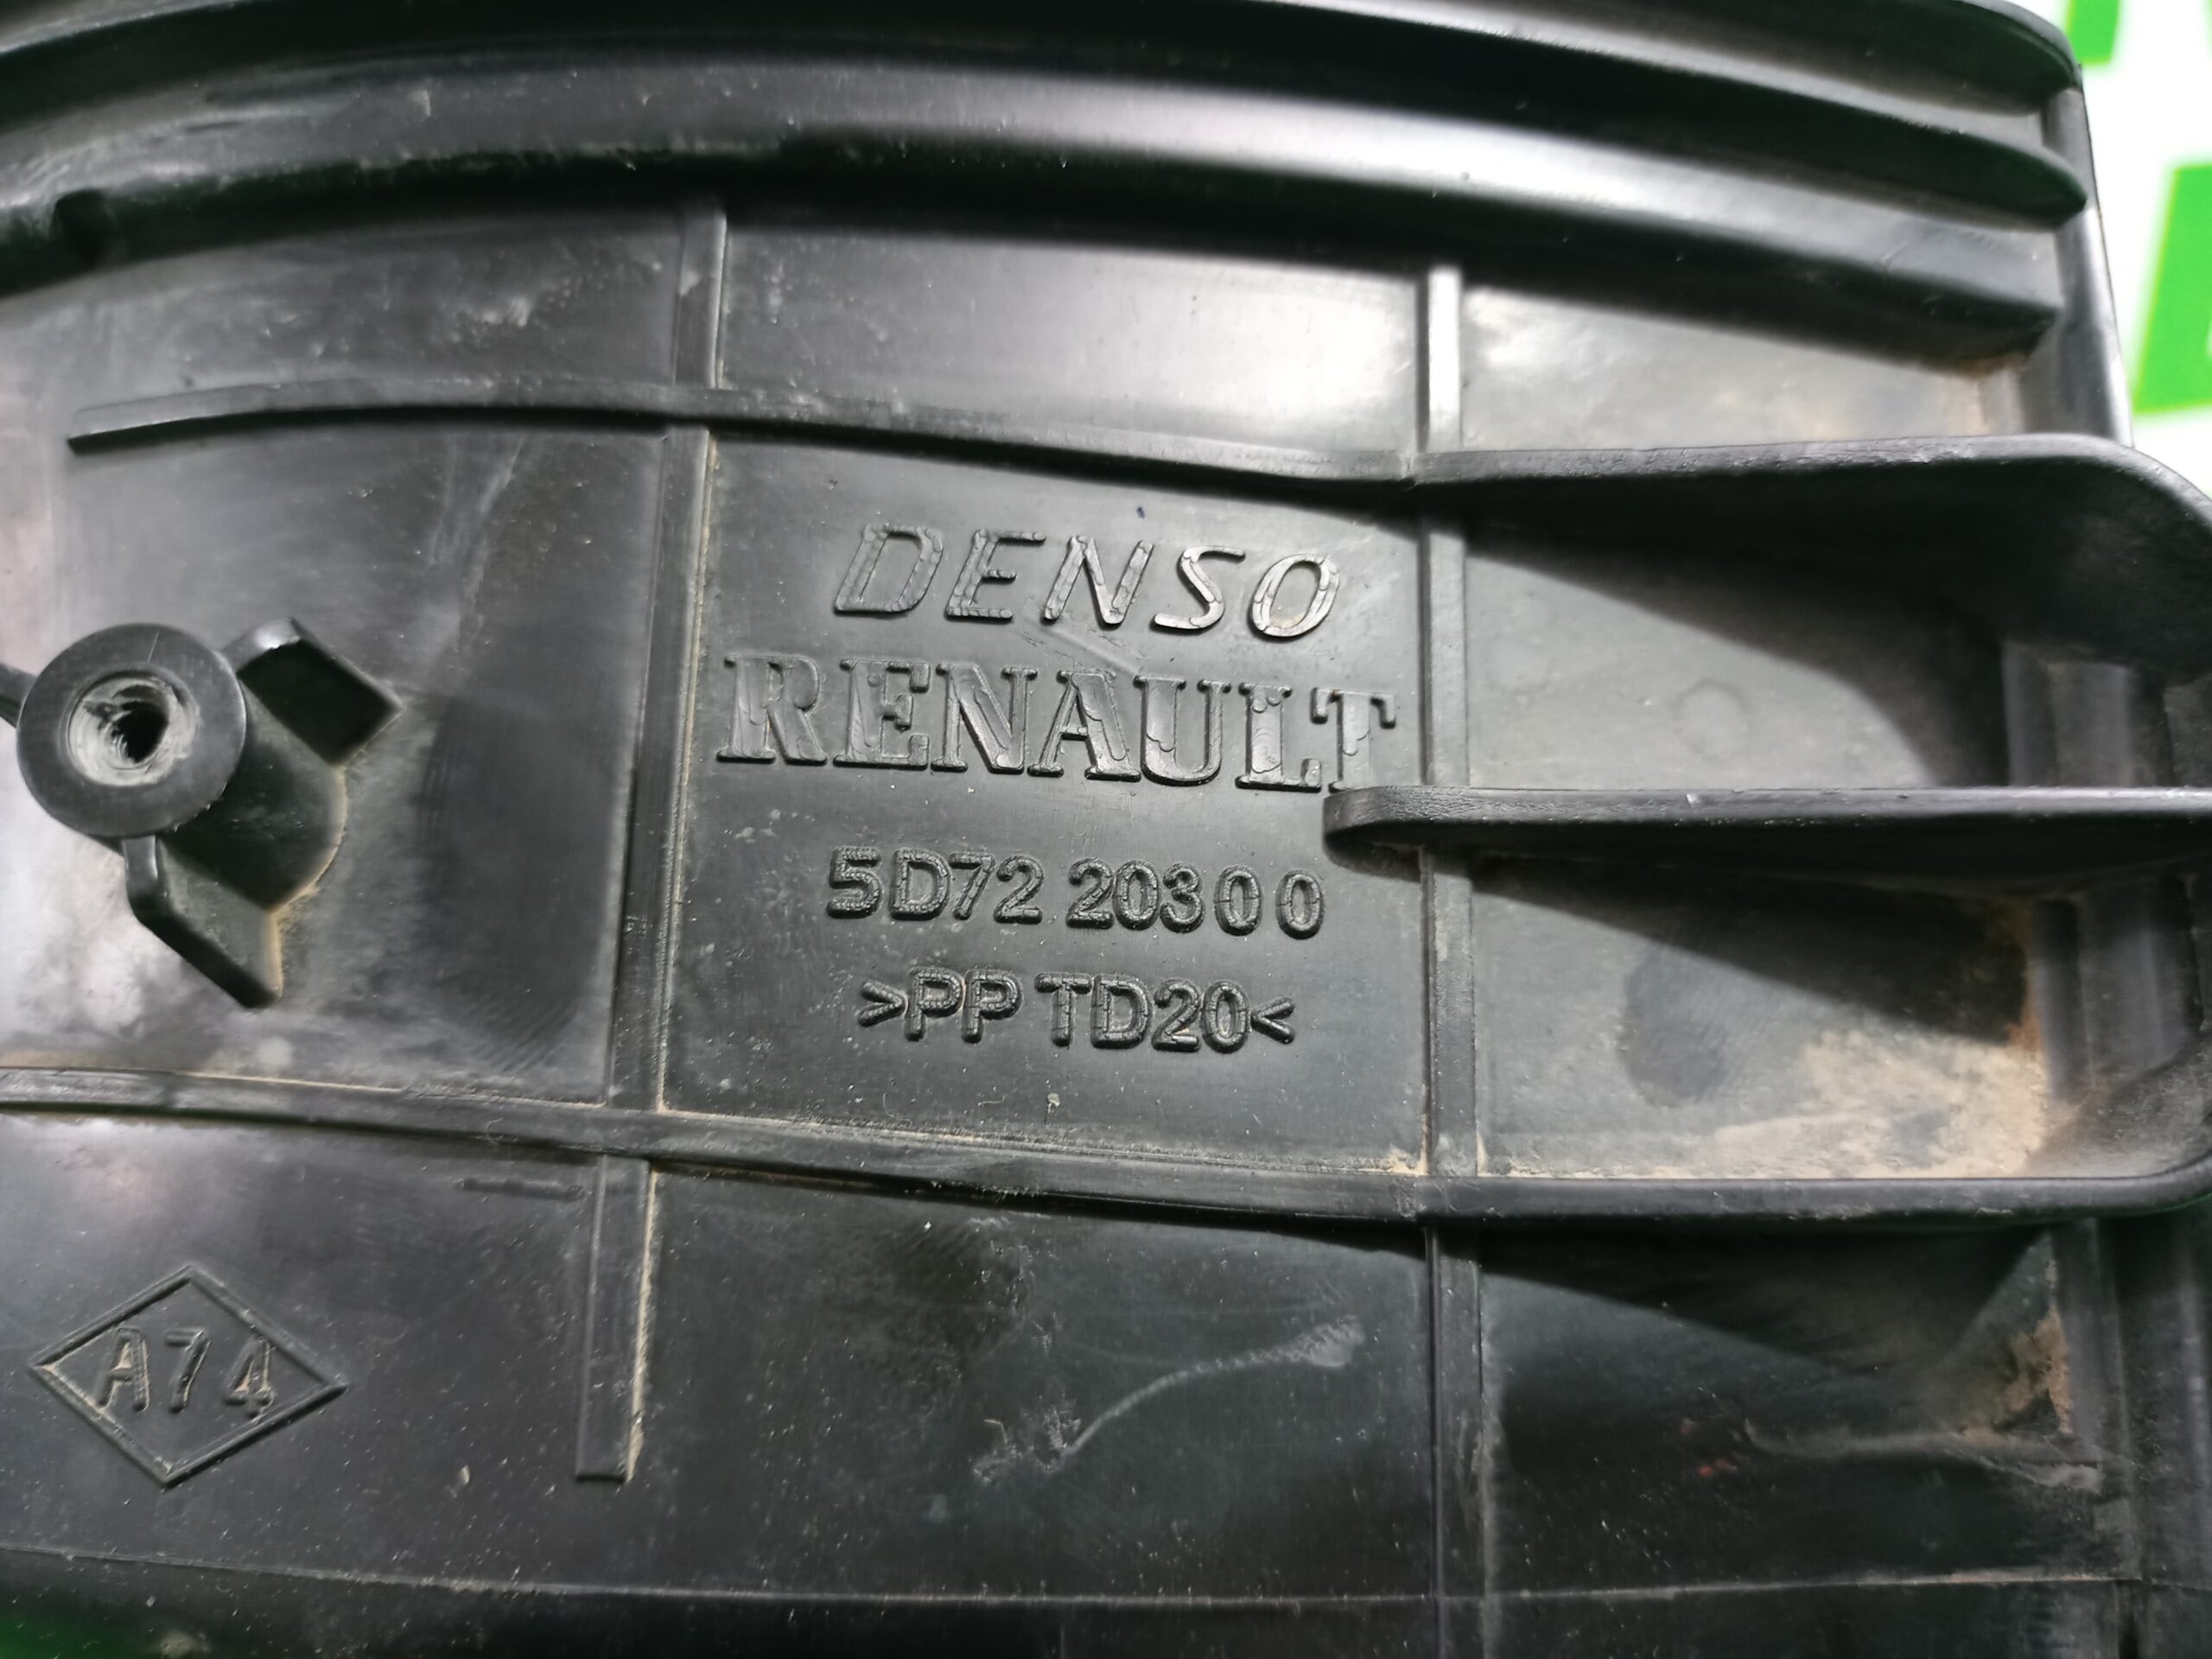 DENSO
RENAULT
5D72 20300
>PP TD20<
A74